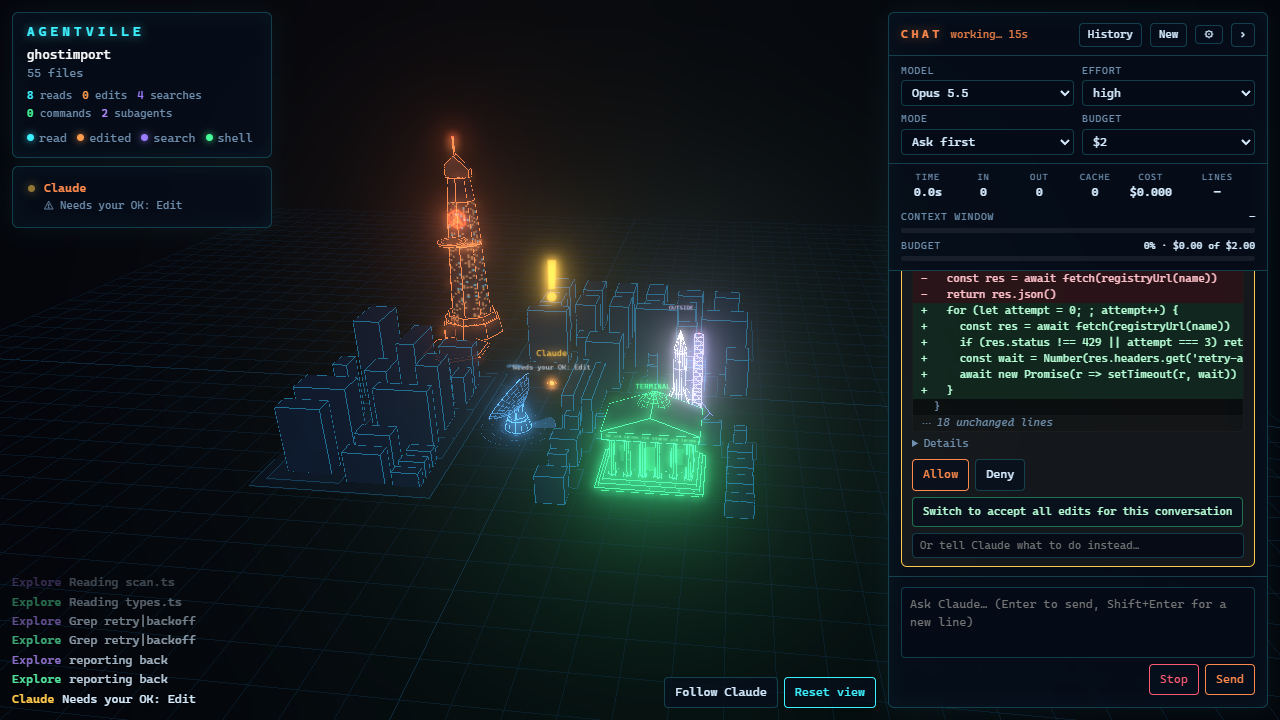 AGENTVILLE
ghostimport
55 files
8 reads 0 edits 4 searches
0 commands 2 subagents
read edited search shell
Claude
⚠ Needs your OK: Edit
OUTSIDE
Claude
Needs your OK: Edit
TERMINAL
Explore Reading scan.ts
Explore Reading types.ts
Explore Grep retry|backoff
Explore Grep retry|backoff
Explore reporting back
Explore reporting back
Claude Needs your OK: Edit
Follow Claude
Reset view
CHAT working… 15s
History
New
⚙
›
MODEL EFFORT
Opus 5.5 high
MODE BUDGET
Ask first $2
TIME IN OUT CACHE COST LINES
0.0s 0 0 0 $0.000 –
CONTEXT WINDOW –
BUDGET 0% · $0.00 of $2.00
- const res = await fetch(registryUrl(name))
- return res.json()
+ for (let attempt = 0; ; attempt++) {
+ const res = await fetch(registryUrl(name))
+ if (res.status !== 429 || attempt === 3) ret
+ const wait = Number(res.headers.get('retry-a
+ await new Promise(r => setTimeout(r, wait))
+ }
}
··· 18 unchanged lines
▶ Details
Allow
Deny
Switch to accept all edits for this conversation
Or tell Claude what to do instead…
Ask Claude… (Enter to send, Shift+Enter for a
new line)
Stop
Send